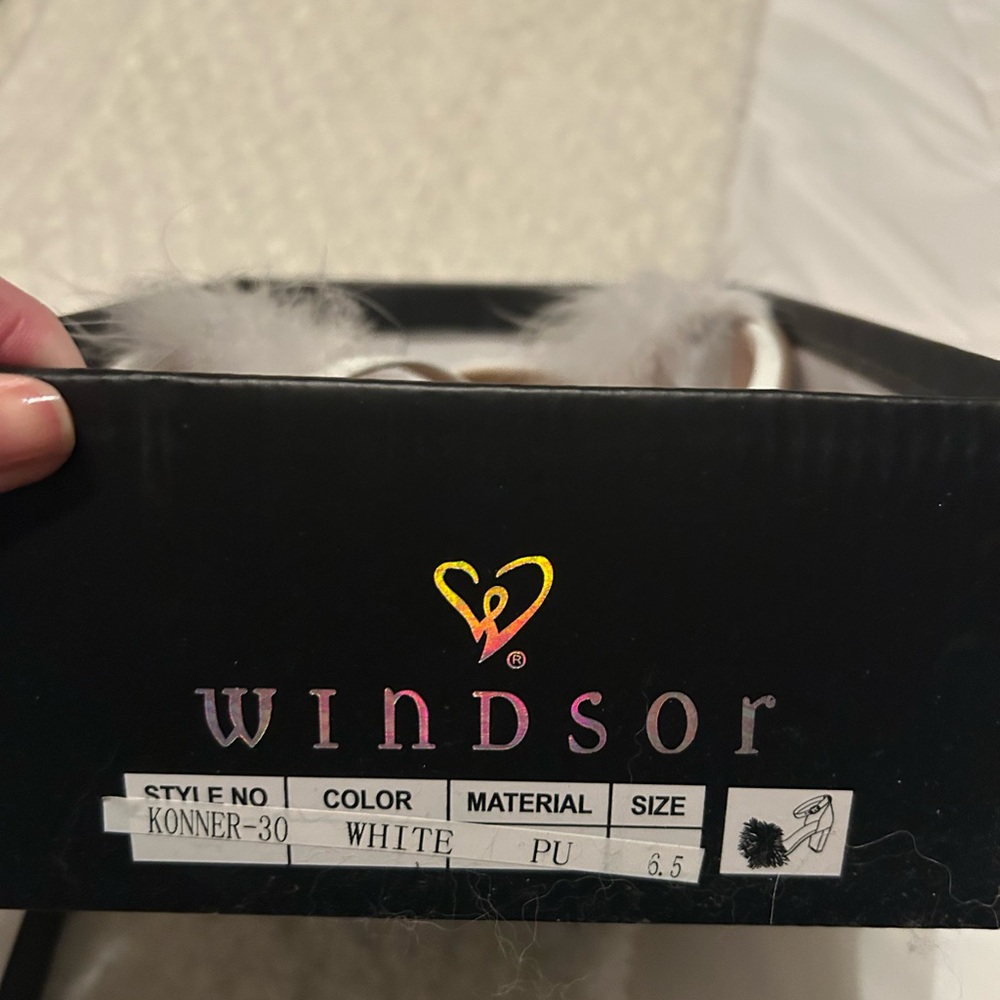 ®
WINDSOR
STYLE NO COLOR MATERIAL SIZE
KONNER-30 WHITE PU 6.5